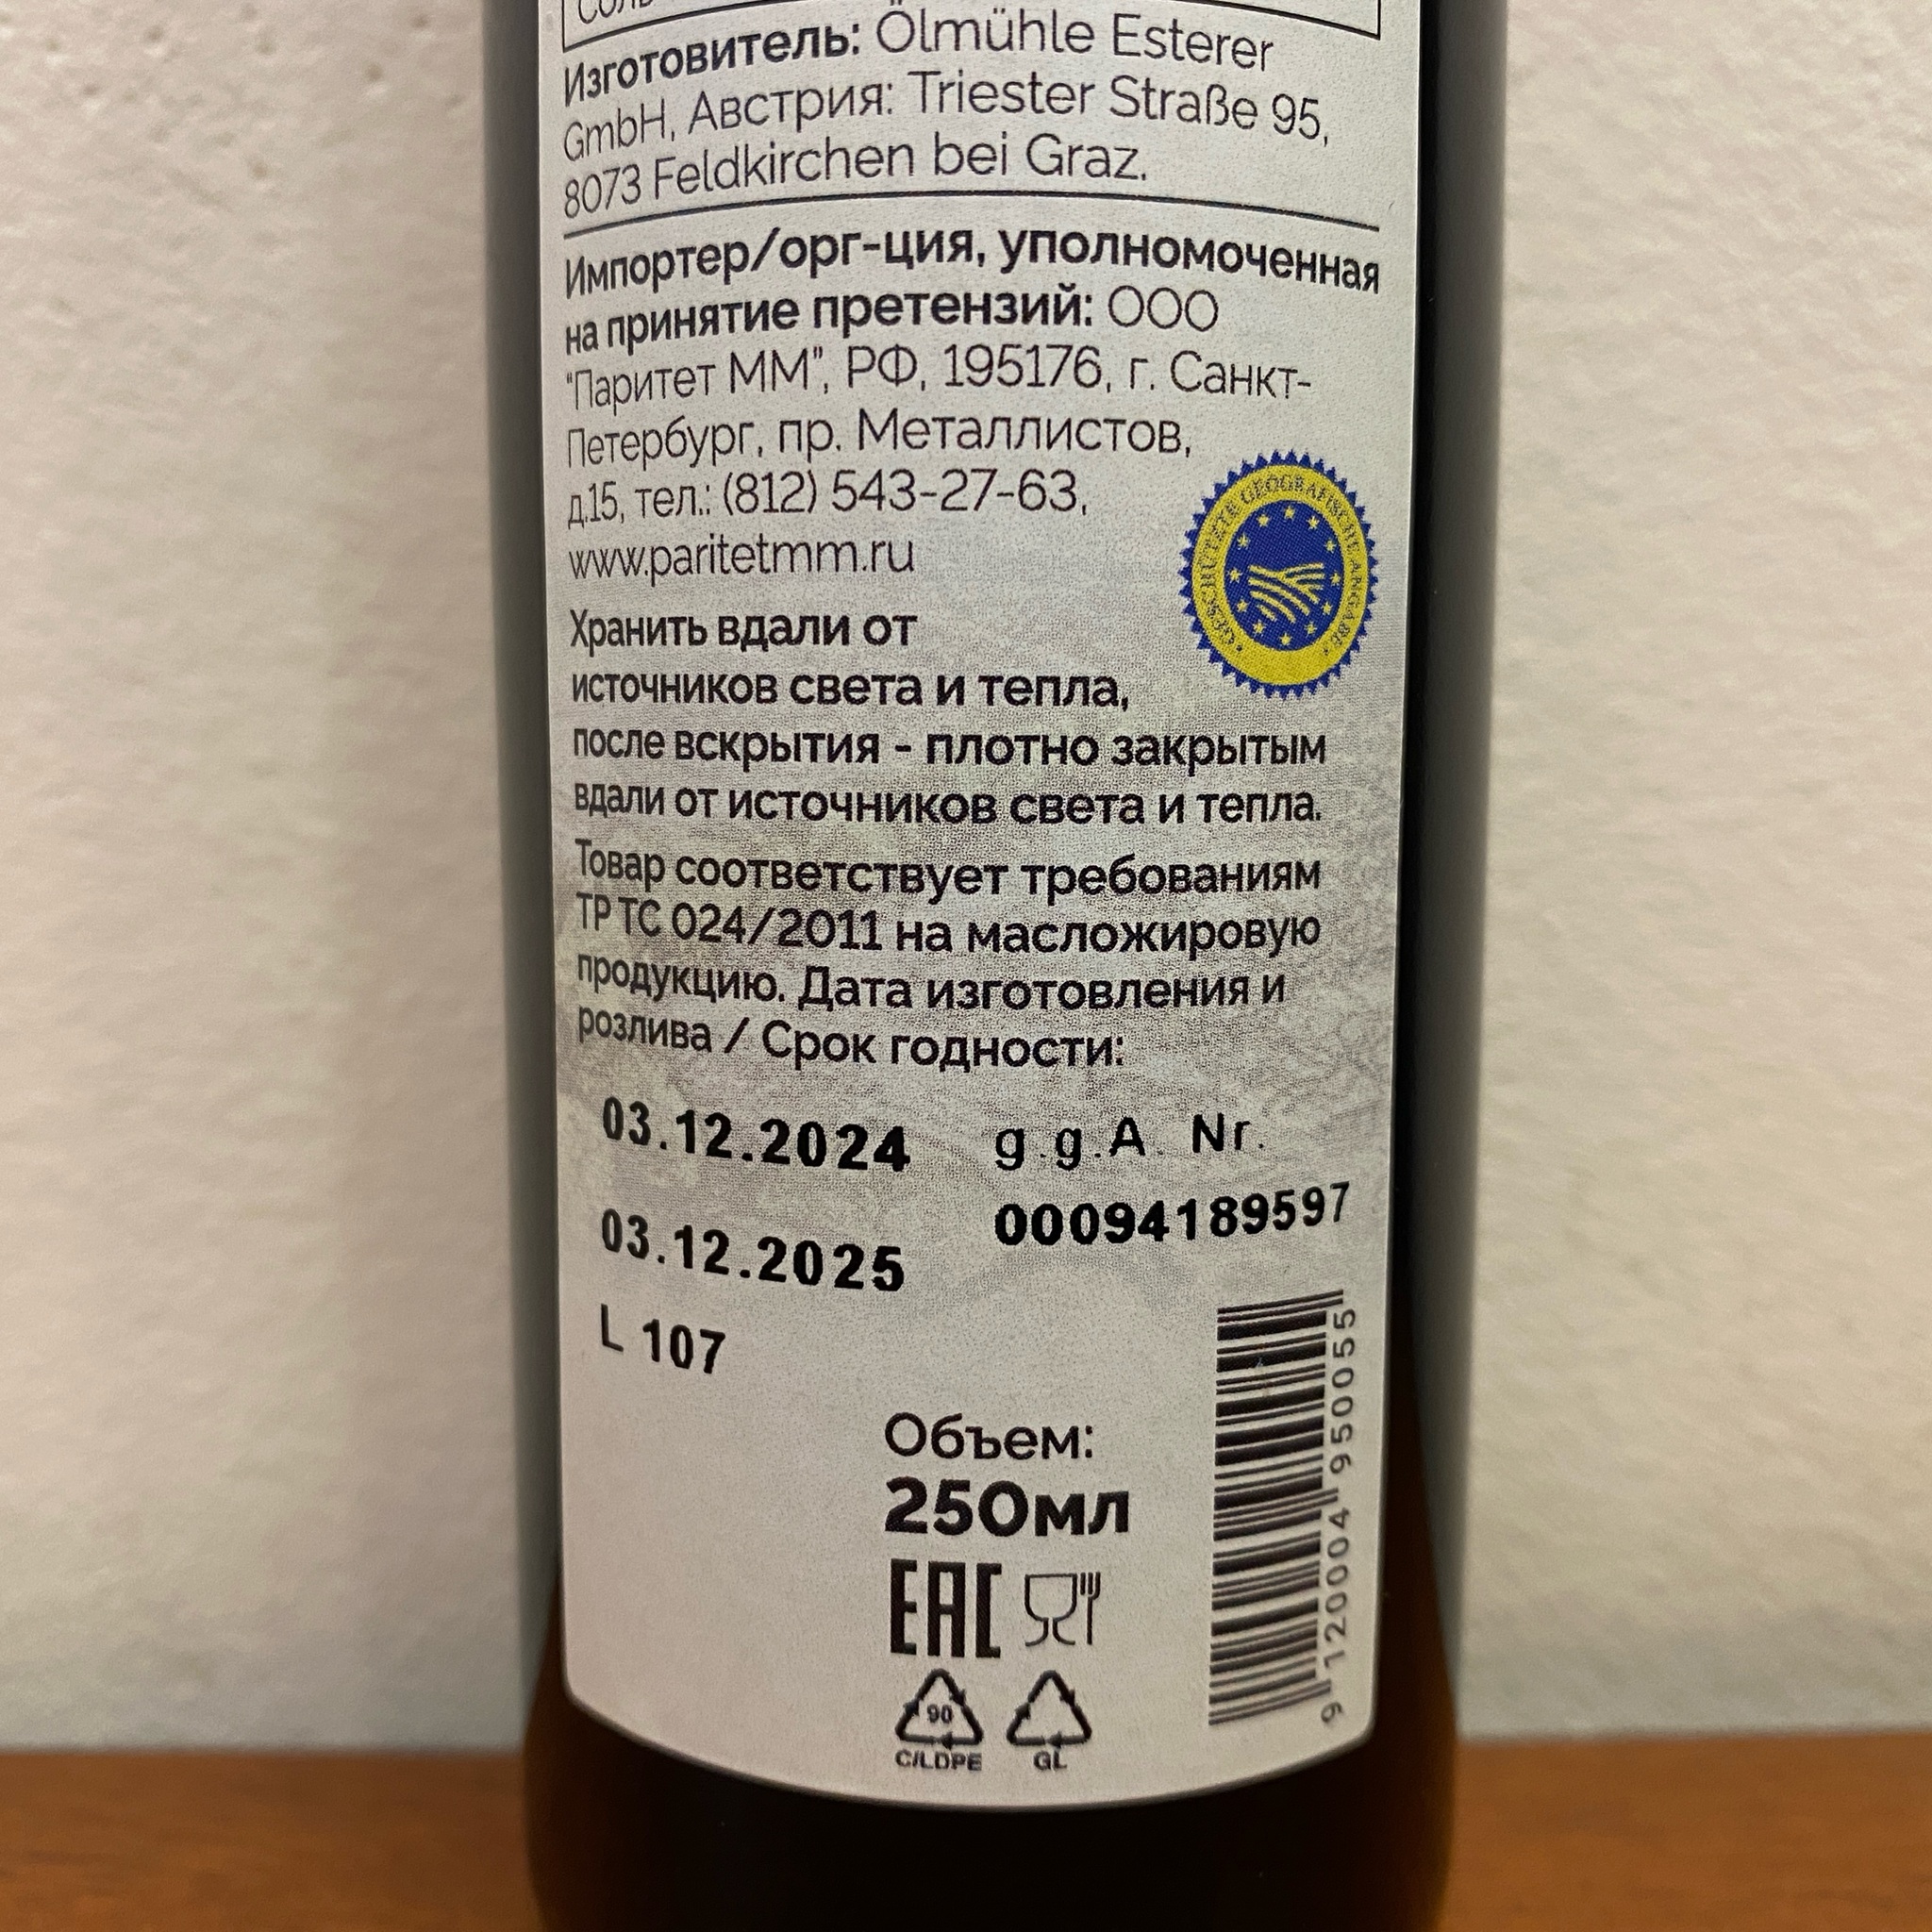 Изготовитель: Ölmühle Esterer
GmbH, Австрия: Triester Straße 95,
8073 Feldkirchen bei Graz.
Импортер/орг-ция, уполномоченная
на принятие претензий: ООО
"Паритет ММ", РФ, 195176, г. Санкт-
Петербург, пр. Металлистов,
д.15, тел.: (812) 543-27-63,
www.paritetmm.ru
GESCHÜTZTE GEOGRAFISCHE ANGABE
Хранить вдали от
источников света и тепла,
после вскрытия - плотно закрытым
вдали от источников света и тепла.
Товар соответствует требованиям
ТР ТС 024/2011 на масложировую
продукцию. Дата изготовления и
розлива / Срок годности:
03.12.2024
03.12.2025
L 107
g.g.A. Nr.
00094189597
Объем:
250мл
EAC
90
C/LDPE
GL
9 120004 950055